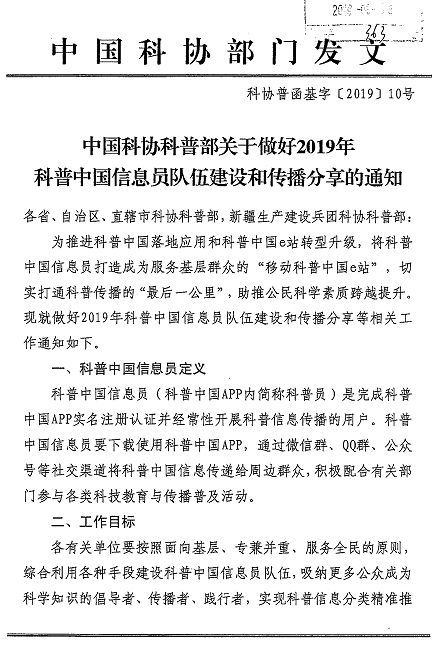 363
中国科协部门发文
科协普函基字〔2019〕10号
中国科协科普部关于做好2019年
科普中国信息员队伍建设和传播分享的通知
各省、自治区、直辖市科协科普部，新疆生产建设兵团科协科普部：
为推进科普中国落地应用和科普中国e站转型升级，将科普
中国信息员打造成为服务基层群众的“移动科普中国e站”，切
实打通科普传播的“最后一公里”，助推公民科学素质跨越提升。
现就做好2019年科普中国信息员队伍建设和传播分享等相关工
作通知如下。
一、科普中国信息员定义
科普中国信息员（科普中国APP内简称科普员）是完成科普
中国APP实名注册认证并经常性开展科普信息传播的用户。科普
中国信息员要下载使用科普中国APP，通过微信群、QQ群、公众
号等社交渠道将科普中国信息传递给周边群众，积极配合有关部
门参与各类科技教育与传播普及活动。
二、工作目标
各有关单位要按照面向基层、专兼并重、服务全民的原则，
综合利用各种手段建设科普中国信息员队伍，吸纳更多公众成为
科学知识的倡导者、传播者、践行者，实现科普信息分类精准推